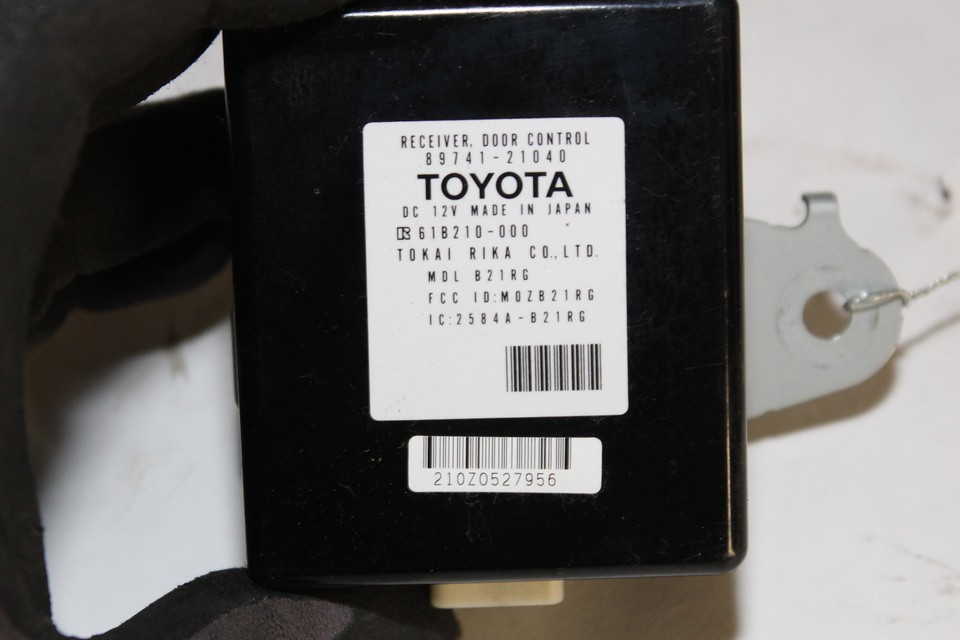 RECEIVER, DOOR CONTROL
89741-21040
TOYOTA
DC 12V MADE IN JAPAN
R 61B210-000
TOKAI RIKA CO.,LTD.
MDL B21RG
FCC ID:MOZB21RG
IC:2584A-B21RG
210Z0527956